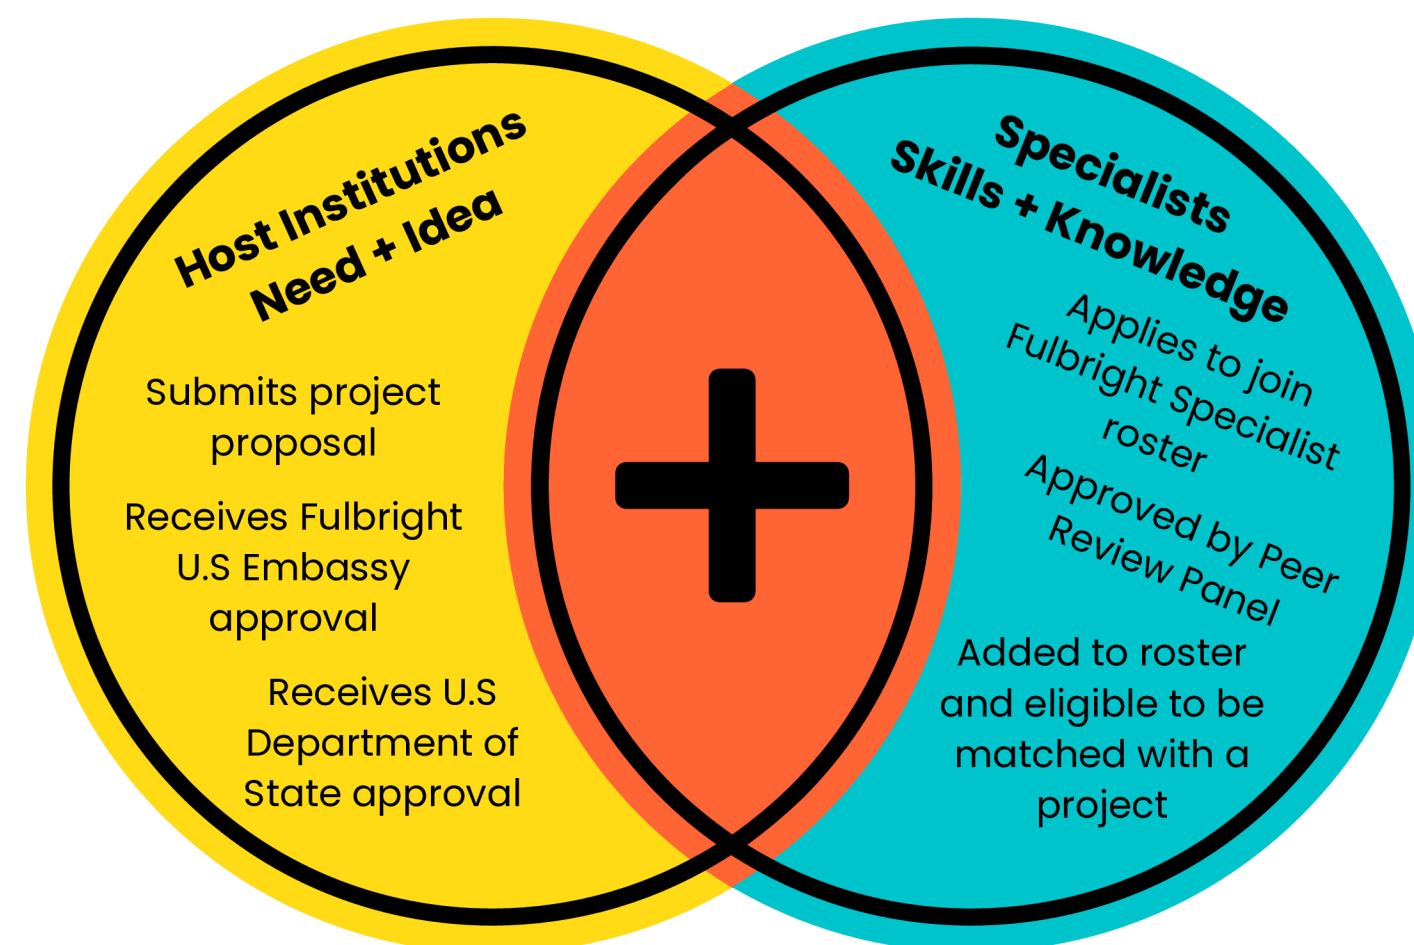 Host Institutions
Need + Idea
Submits project
proposal
Receives Fulbright
U.S Embassy
approval
Receives U.S
Department of
State approval
Specialists
Skills + Knowledge
Applies to join
Fulbright Specialist
roster
Approved by Peer
Review Panel
Added to roster
and eligible to be
matched with a
project